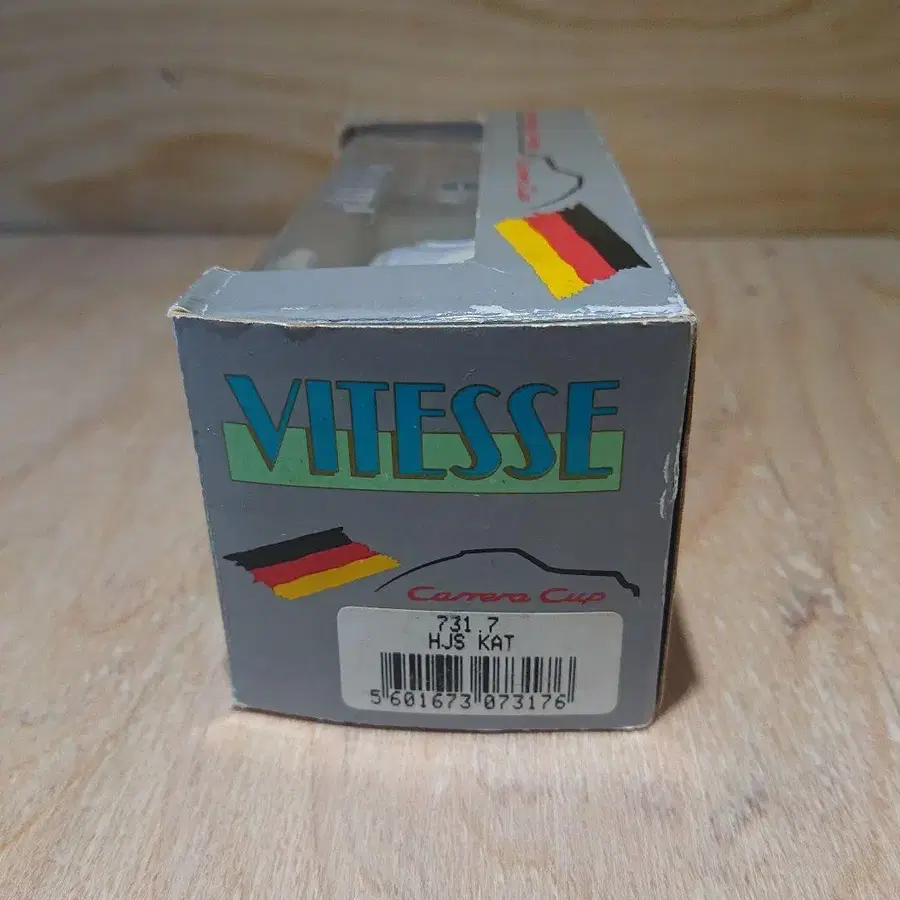 VITESSE
Carrera Cup
731.7
HJS KAT
5 601673 073176